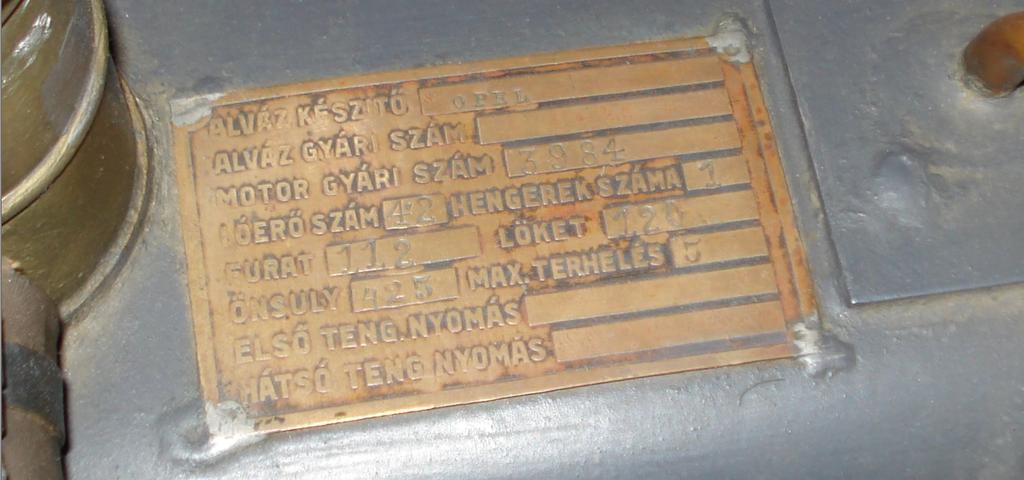 ALVÁZ KÉSZÍTŐ OPEL
ALVÁZ GYÁRI SZÁM
MOTOR GYÁRI SZÁM 3984
LÓERŐ SZÁM 42 HENGEREK SZÁMA 1
FURAT 112 LÖKET 120
ÖNSULY 425 MAX. TERHELÉS 5
ELSŐ TENG. NYOMÁS
HÁTSÓ TENG NYOMÁS